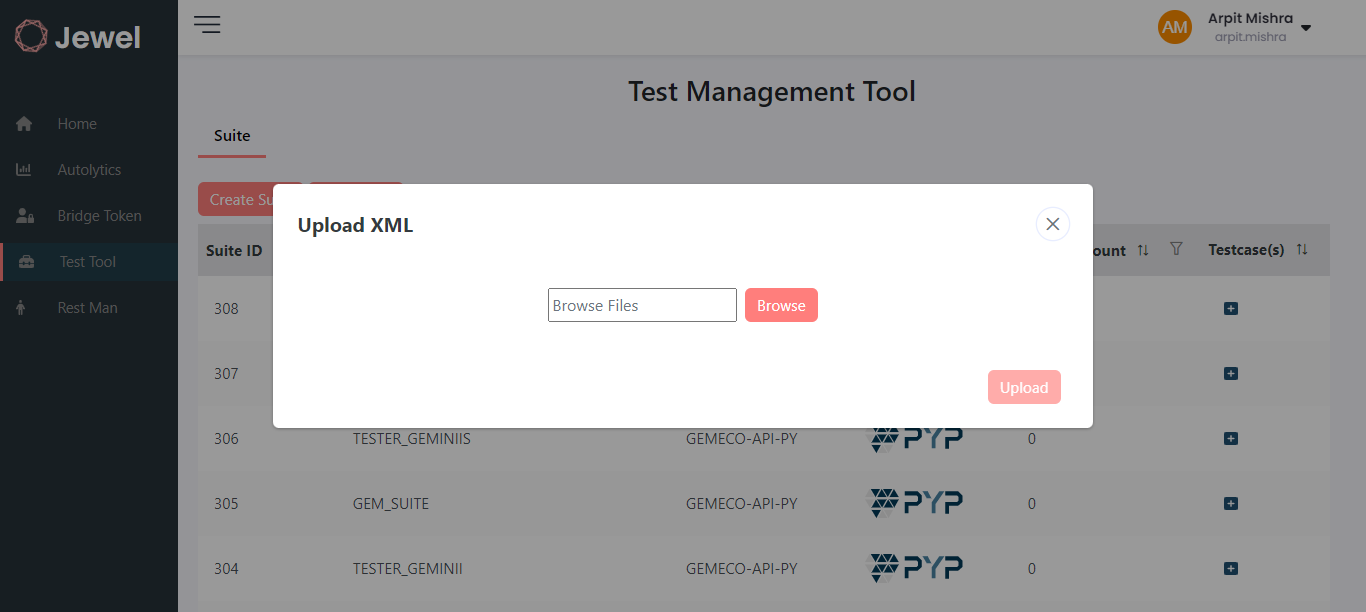 Jewel
AM
Arpit Mishra
arpit.mishra
Home
Autolytics
Bridge Token
Test Tool
Rest Man
Test Management Tool
Suite
Create Su
Upload XML
Suite ID
ount
Testcase(s)
Browse Files
Browse
Upload
308
307
306 TESTER_GEMINIIS GEMECO-API-PY PYP 0
305 GEM_SUITE GEMECO-API-PY PYP 0
304 TESTER_GEMINII GEMECO-API-PY PYP 0